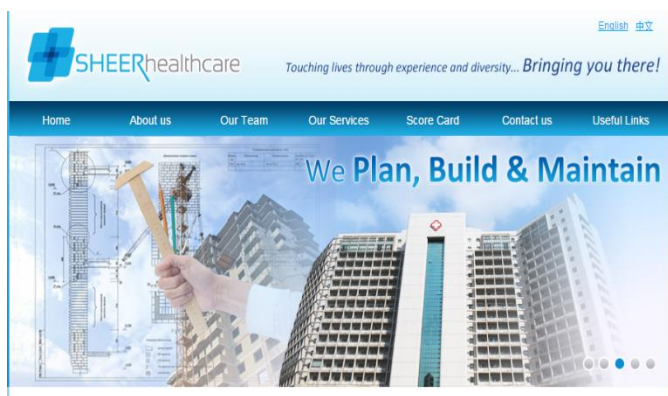 English 中文
SHEERhealthcare
Touching lives through experience and diversity... Bringing you there!
Home About us Our Team Our Services Score Card Contact us Useful Links
We Plan, Build & Maintain